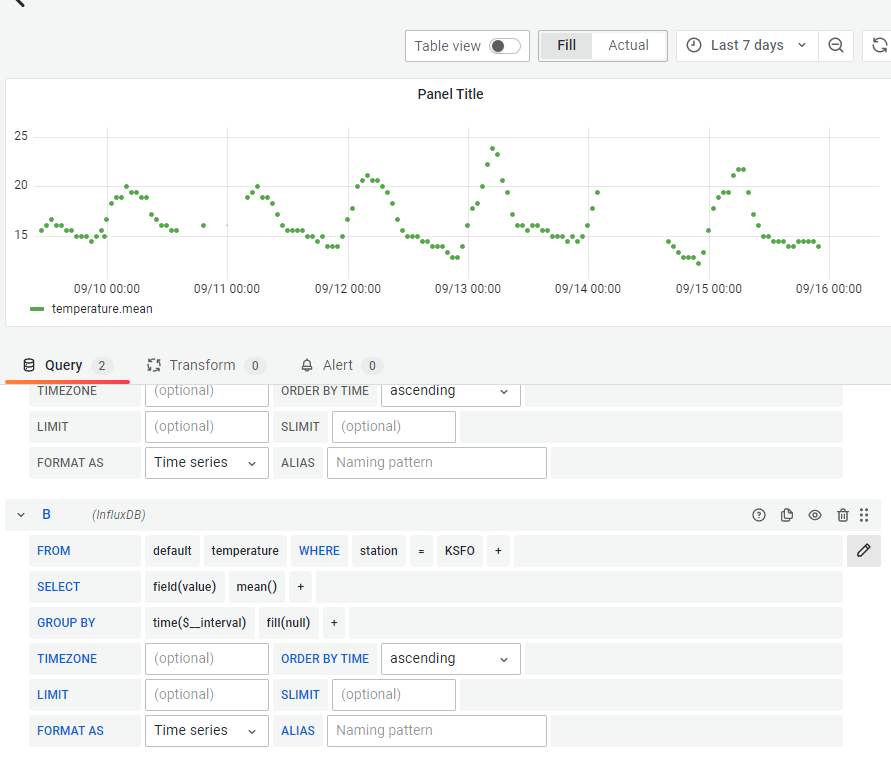 Table view Fill Actual Last 7 days
Panel Title
25
20
15
09/10 00:00 09/11 00:00 09/12 00:00 09/13 00:00 09/14 00:00 09/15 00:00 09/16 00:00
temperature.mean
Query 2 Transform 0 Alert 0
TIMEZONE (optional) ORDER BY TIME ascending
LIMIT (optional) SLIMIT (optional)
FORMAT AS Time series ALIAS Naming pattern
B (InfluxDB)
FROM default temperature WHERE station = KSFO +
SELECT field(value) mean() +
GROUP BY time($__interval) fill(null) +
TIMEZONE (optional) ORDER BY TIME ascending
LIMIT (optional) SLIMIT (optional)
FORMAT AS Time series ALIAS Naming pattern